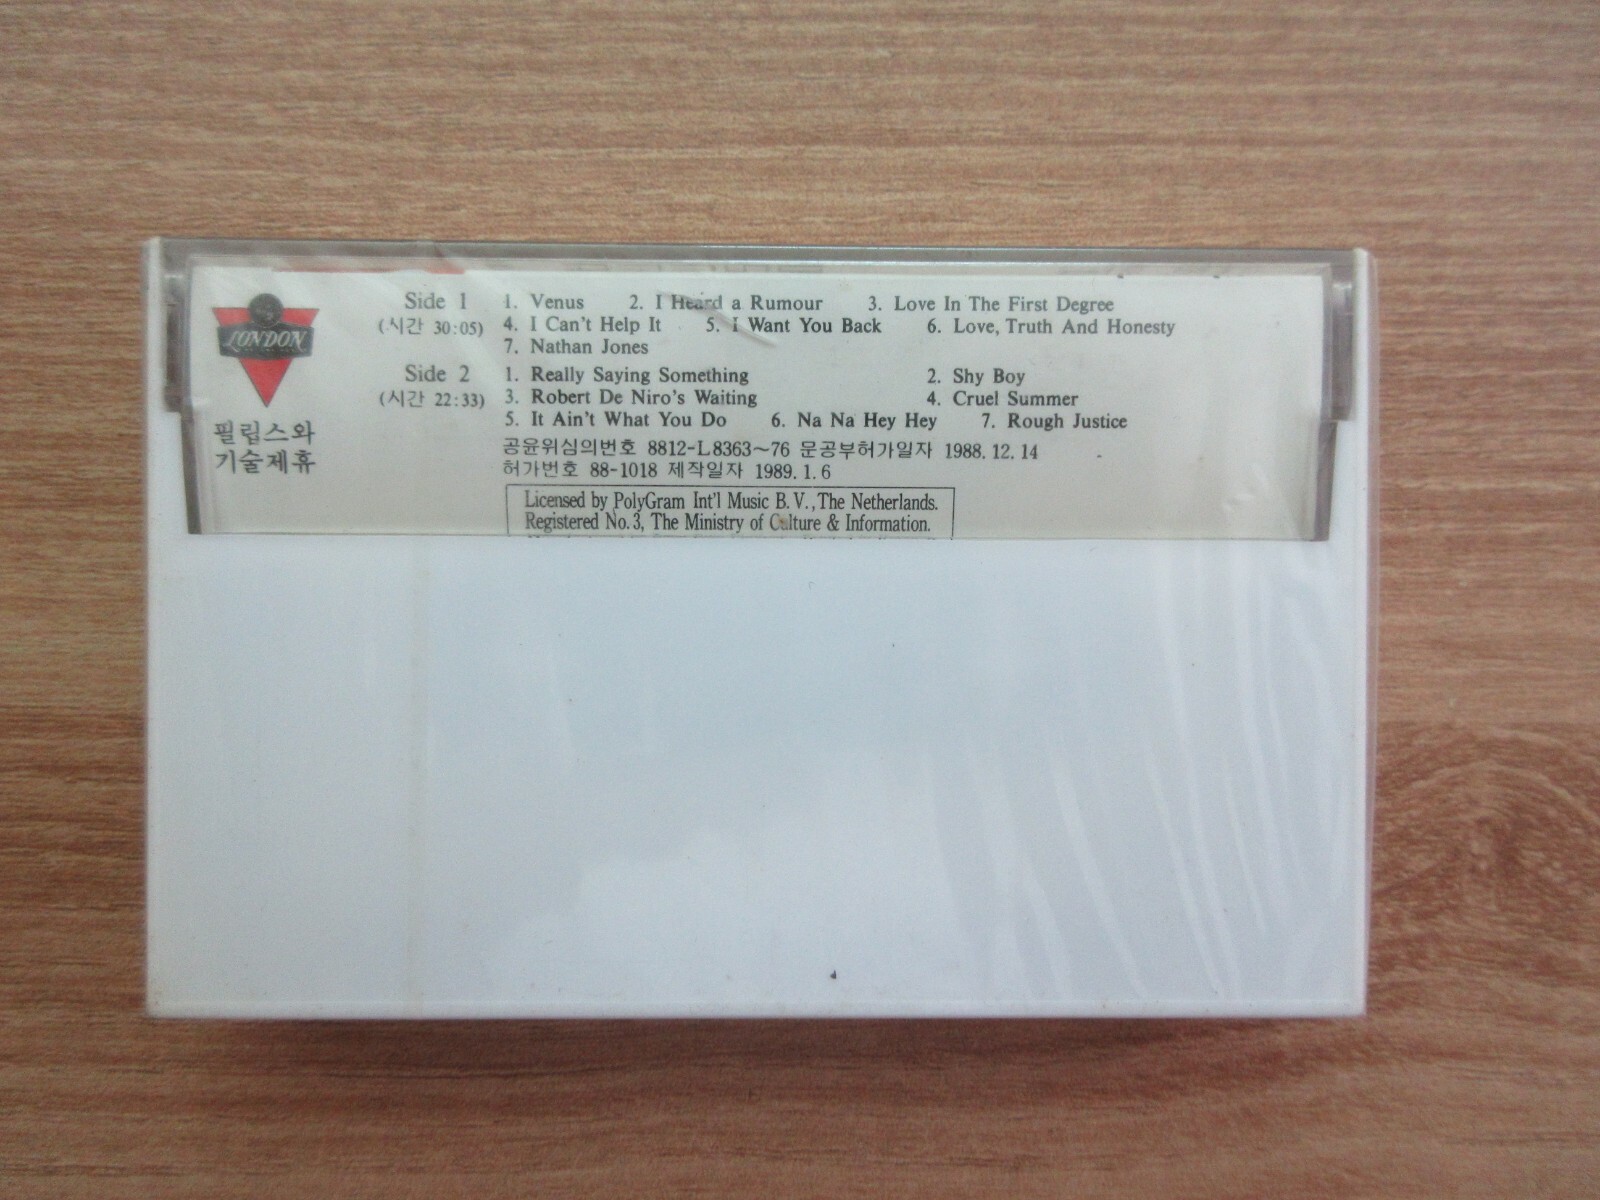 LONDON
필립스와
기술제휴
Side 1 1. Venus 2. I Heard a Rumour 3. Love In The First Degree
(시간 30:05) 4. I Can't Help It 5. I Want You Back 6. Love, Truth And Honesty
7. Nathan Jones
Side 2 1. Really Saying Something 2. Shy Boy
(시간 22:33) 3. Robert De Niro's Waiting 4. Cruel Summer
5. It Ain't What You Do 6. Na Na Hey Hey 7. Rough Justice
공윤위심의번호 8812-L8363~76 문공부허가일자 1988.12.14
허가번호 88-1018 제작일자 1989.1.6
Licensed by PolyGram Int'l Music B.V., The Netherlands.
Registered No.3, The Ministry of Culture & Information.